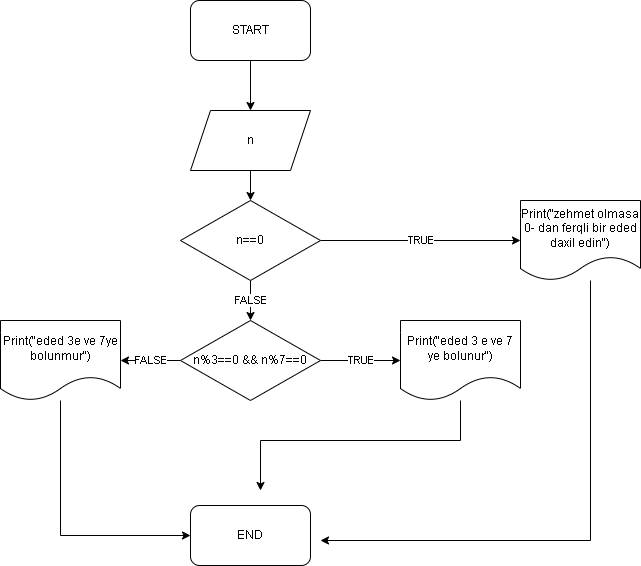 START
n
n==0
TRUE
Print("zehmet olmasa
0- dan ferqli bir eded
daxil edin")
FALSE
Print("eded 3e ve 7ye
bolunmur")
FALSE
n%3==0 && n%7==0
TRUE
Print("eded 3 e ve 7
ye bolunur")
END